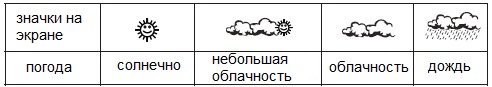 значки на
экране
погода
солнечно
небольшая
облачность
облачность
дождь